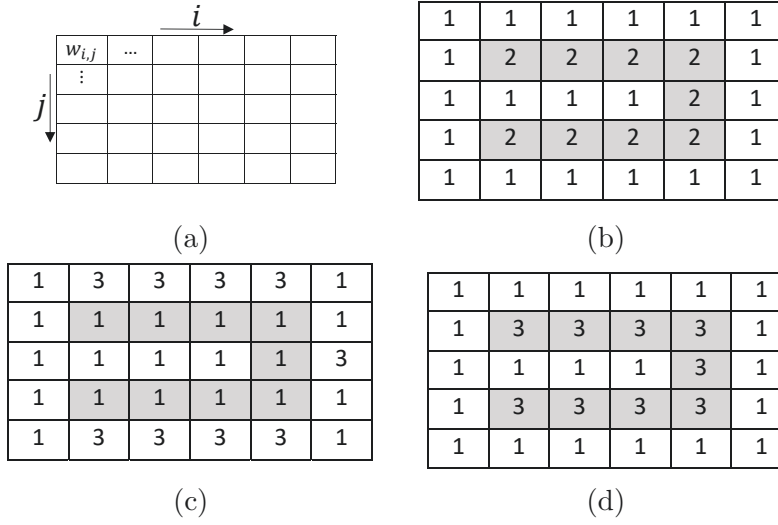 i
w_{i,j} ...
⋮
j
(a)
1 1 1 1 1 1
1 2 2 2 2 1
1 1 1 1 2 1
1 2 2 2 2 1
1 1 1 1 1 1
(b)
1 3 3 3 3 1
1 1 1 1 1 1
1 1 1 1 1 3
1 1 1 1 1 1
1 3 3 3 3 1
(c)
1 1 1 1 1 1
1 3 3 3 3 1
1 1 1 1 3 1
1 3 3 3 3 1
1 1 1 1 1 1
(d)